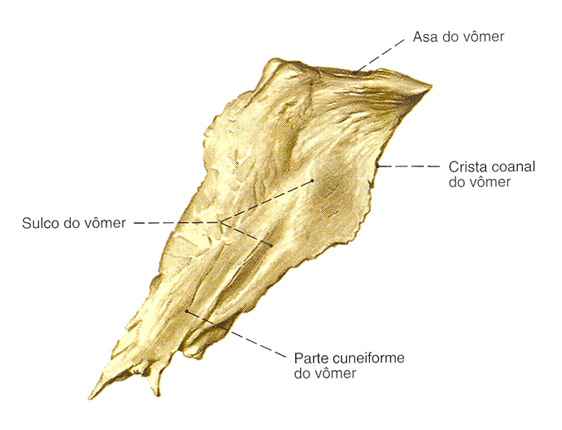 Asa do vômer
Crista coanal
do vômer
Sulco do vômer
Parte cuneiforme
do vômer